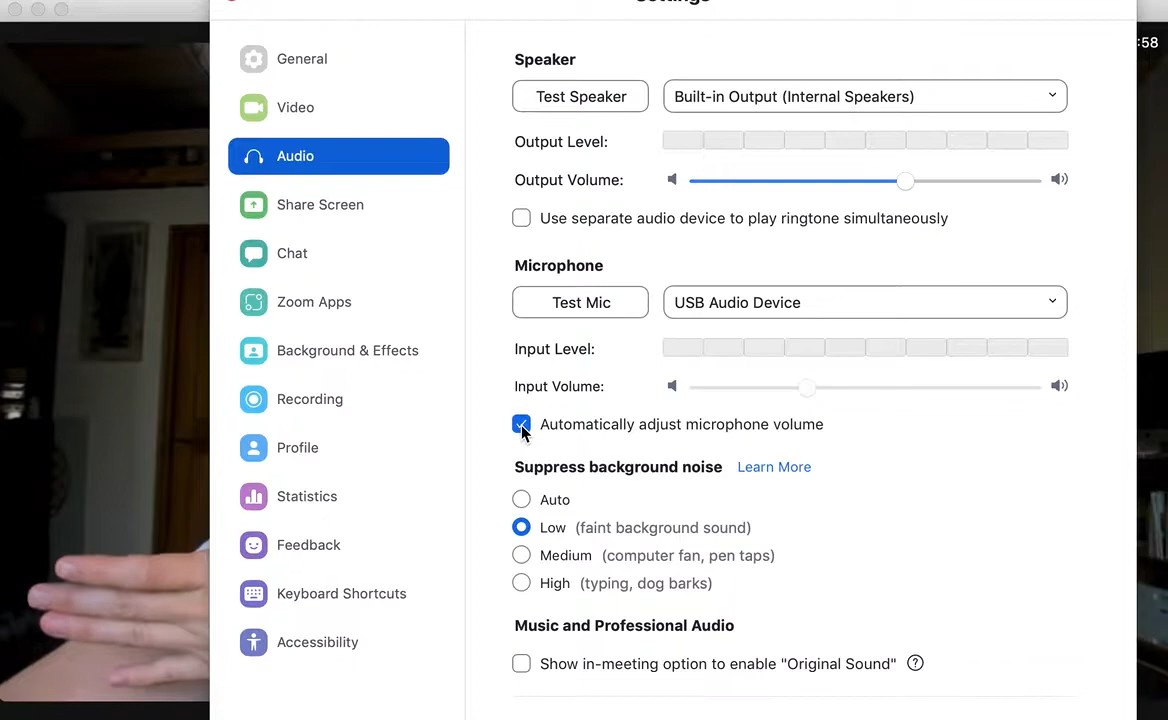 Settings
:58
General
Video
Audio
Share Screen
Chat
Zoom Apps
Background & Effects
Recording
Profile
Statistics
Feedback
Keyboard Shortcuts
Accessibility
Speaker
Test Speaker
Built-in Output (Internal Speakers)
Output Level:
Output Volume:
Use separate audio device to play ringtone simultaneously
Microphone
Test Mic
USB Audio Device
Input Level:
Input Volume:
Automatically adjust microphone volume
Suppress background noise Learn More
Auto
Low (faint background sound)
Medium (computer fan, pen taps)
High (typing, dog barks)
Music and Professional Audio
Show in-meeting option to enable "Original Sound" ?